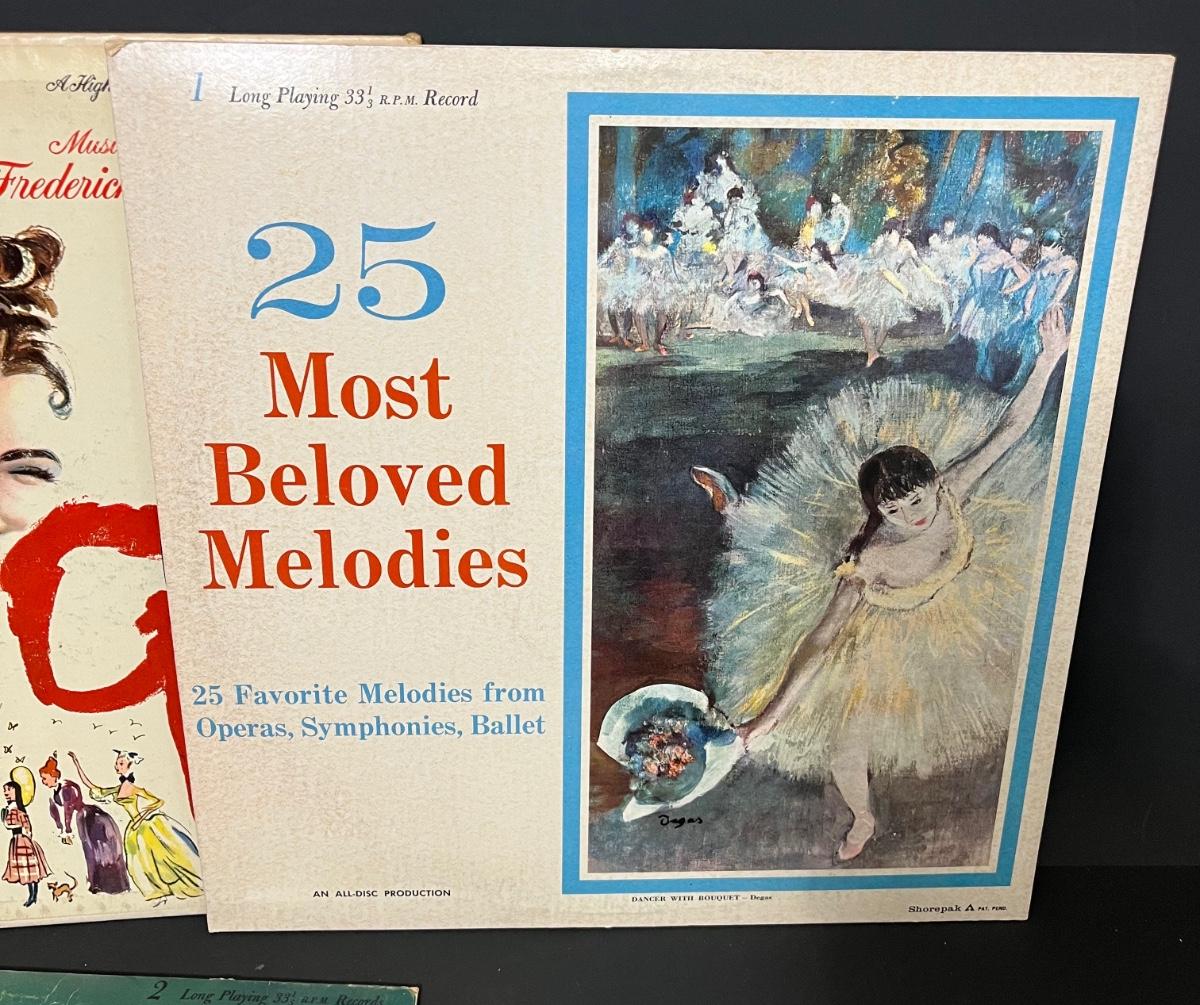 A High
Music
Frederick
1 Long Playing 33⅓ R.P.M. Record
25
Most
Beloved
Melodies
25 Favorite Melodies from
Operas, Symphonies, Ballet
AN ALL-DISC PRODUCTION
Degas
DANCER WITH BOUQUET – Degas
Shorepak A PAT. PEND.
2 Long Playing 33⅓ R.P.M. Records